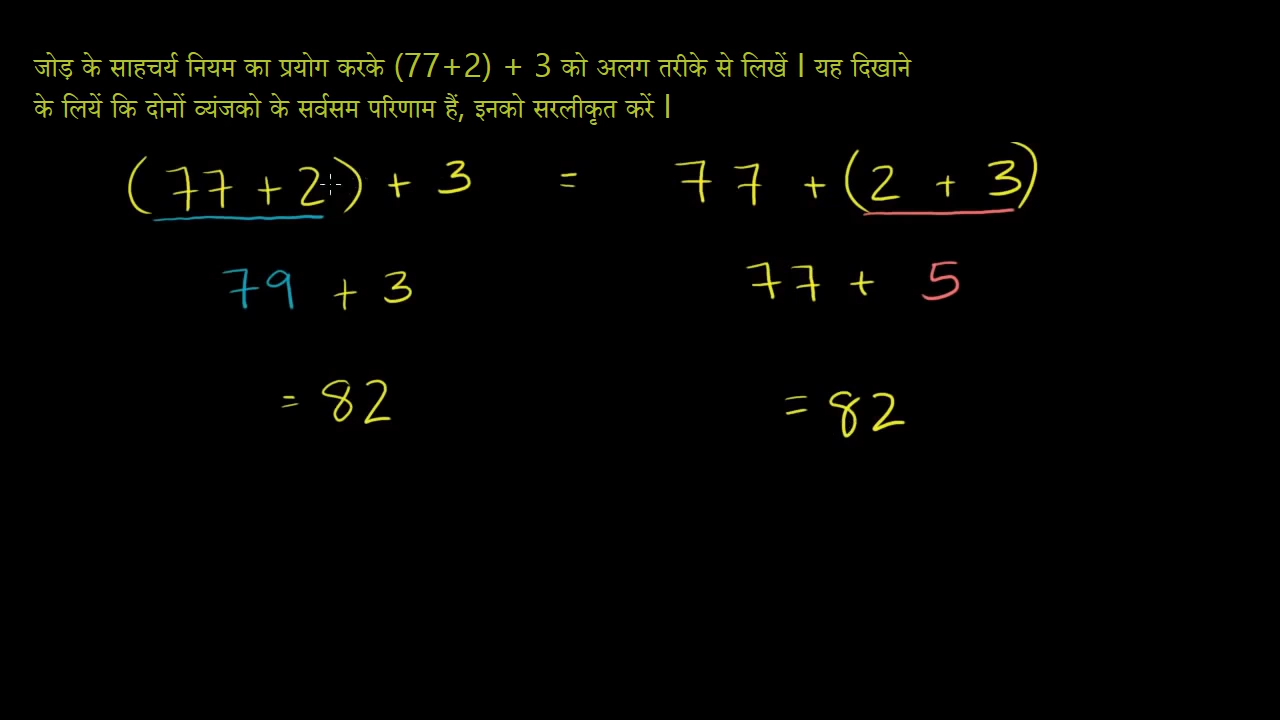 जोड़ के साहचर्य नियम का प्रयोग करके (77+2) + 3 को अलग तरीके से लिखें l यह दिखाने
के लियें कि दोनों व्यंजको के सर्वसम परिणाम हैं, इनको सरलीकृत करें l
(77 + 2) + 3 = 77 + (2 + 3)
79 + 3 77 + 5
= 82 = 82